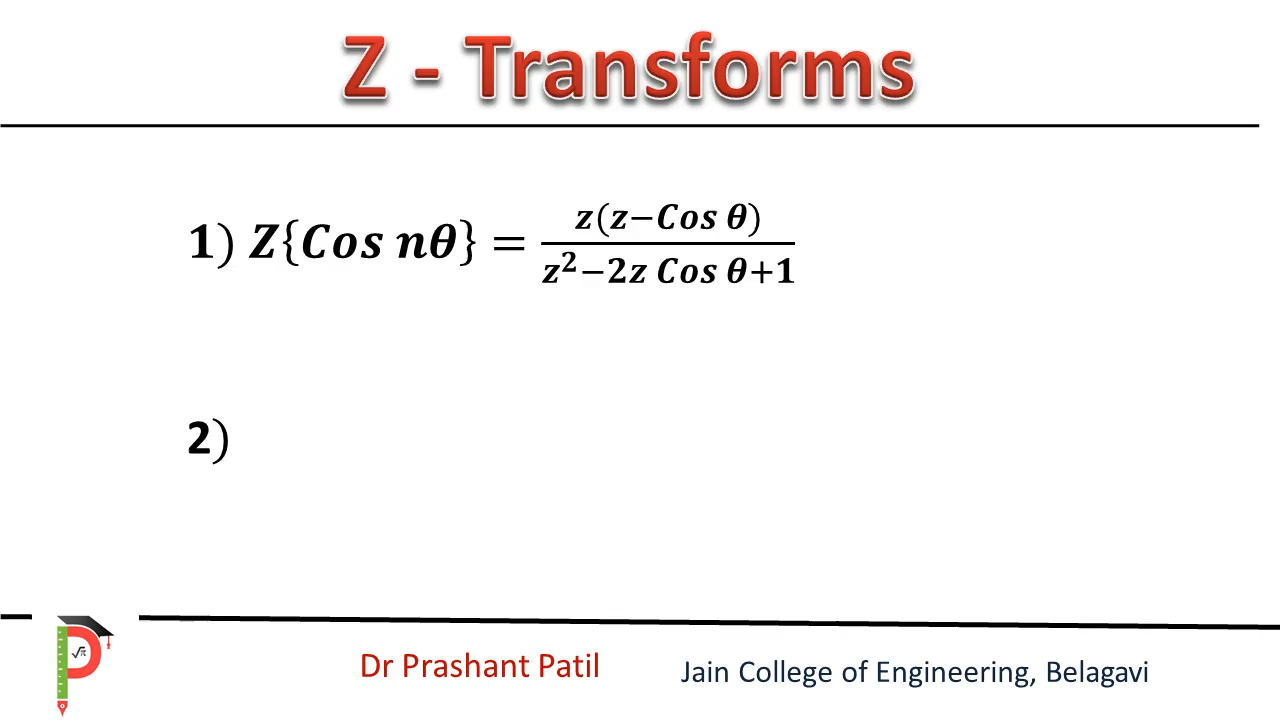 Z - Transforms
1) Z{Cos nθ} = z(z−Cos θ) / z²−2z Cos θ+1
2)
√π
Dr Prashant Patil
Jain College of Engineering, Belagavi